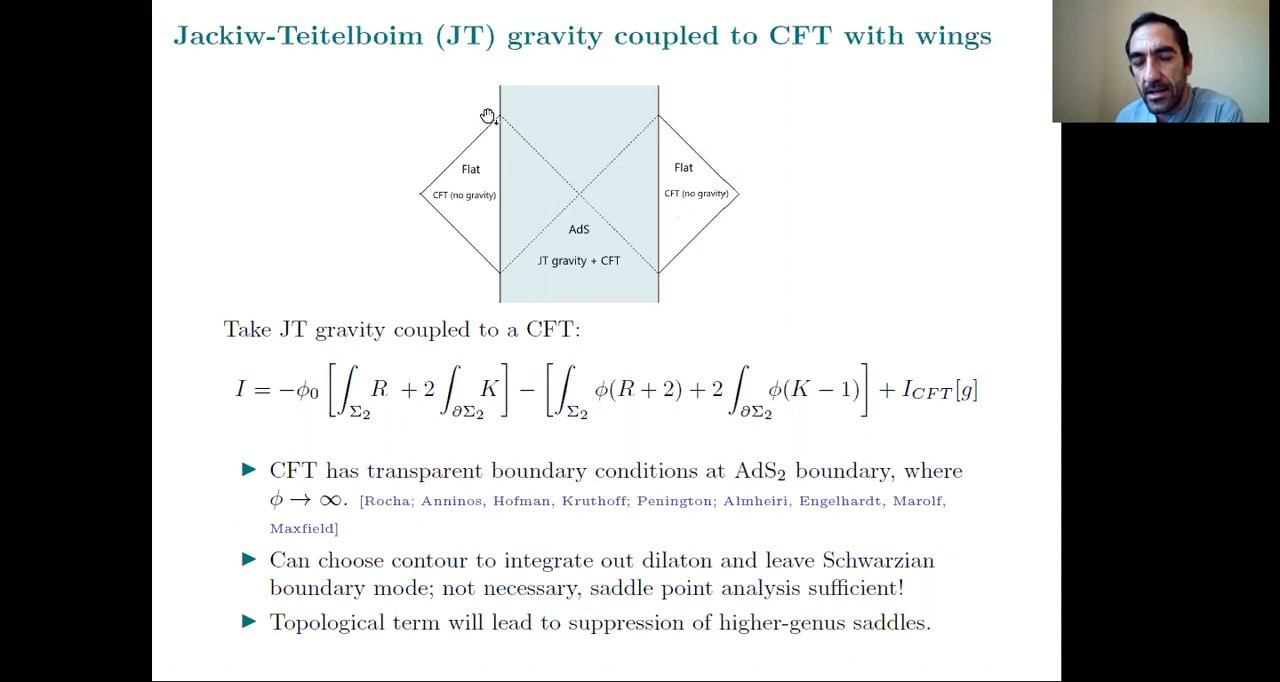 Jackiw-Teitelboim (JT) gravity coupled to CFT with wings
Flat
CFT (no gravity)
Flat
CFT (no gravity)
AdS
JT gravity + CFT
Take JT gravity coupled to a CFT:
I = −ϕ₀ [∫_{Σ₂} R + 2 ∫_{∂Σ₂} K] − [∫_{Σ₂} ϕ(R + 2) + 2 ∫_{∂Σ₂} ϕ(K − 1)] + I_{CFT}[g]
▶ CFT has transparent boundary conditions at AdS₂ boundary, where
ϕ → ∞. [Rocha; Anninos, Hofman, Kruthoff; Penington; Almheiri, Engelhardt, Marolf,
Maxfield]
▶ Can choose contour to integrate out dilaton and leave Schwarzian
boundary mode; not necessary, saddle point analysis sufficient!
▶ Topological term will lead to suppression of higher-genus saddles.